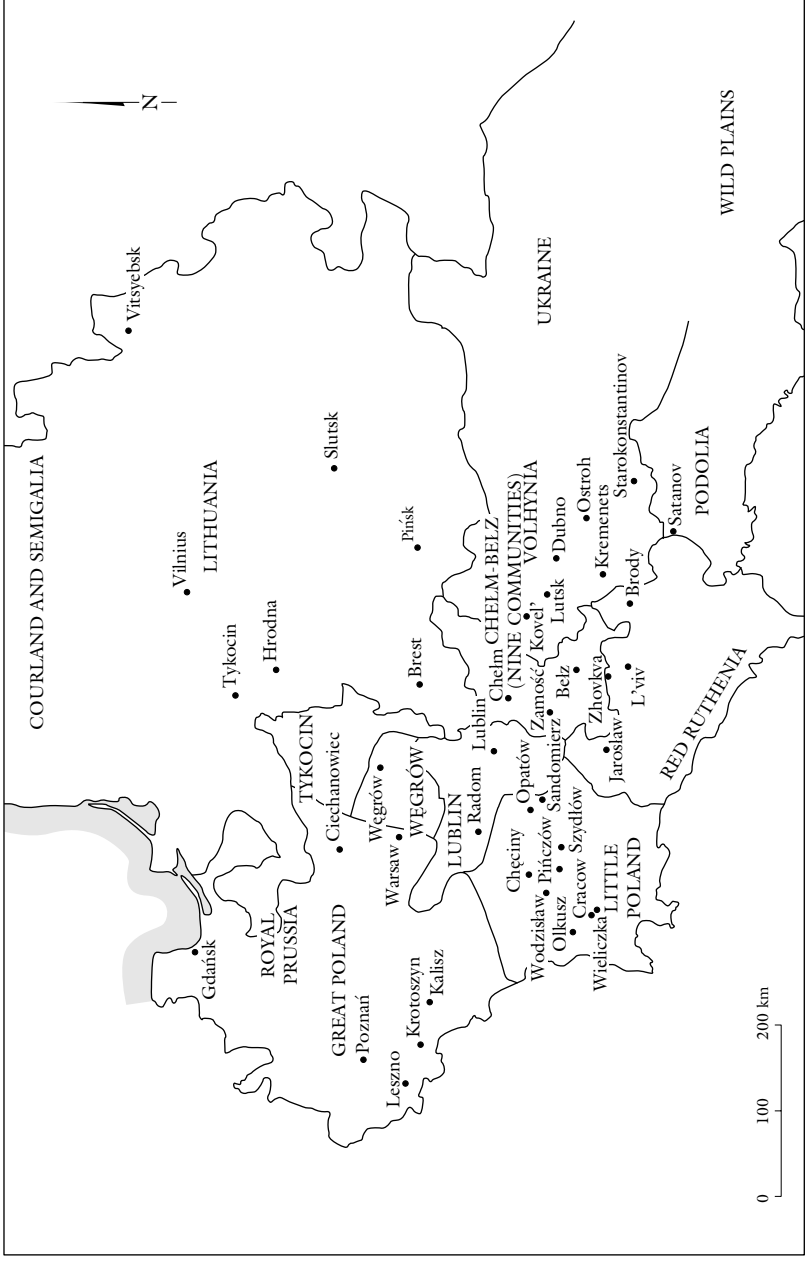 COURLAND AND SEMIGALIA
N
Vitsyebsk
Vilnius
LITHUANIA
Gdańsk
Tykocin
Hrodna
ROYAL
PRUSSIA
TYKOCIN
Slutsk
GREAT POLAND
Ciechanowiec
Poznań
Węgrów
Warsaw
WĘGRÓW
Brest
Pińsk
Leszno
Krotoszyn
Kalisz
LUBLIN
Radom
Lublin
Chełm
CHELM-BELZ
(NINE COMMUNITIES)
VOLHYNIA
UKRAINE
Chęciny
Opatów
Sandomierz
Zamość
Kovel'
Lutsk
Dubno
Wodzisław
Pińczów
Szydłów
Olkusz
Cracow
Wieliczka
LITTLE
POLAND
Bełz
Ostroh
Kremenets
Zhovkva
Jarosław
L'viv
Brody
Starokonstantinov
Satanov
PODOLIA
RED RUTHENIA
WILD PLAINS
0 100 200 km